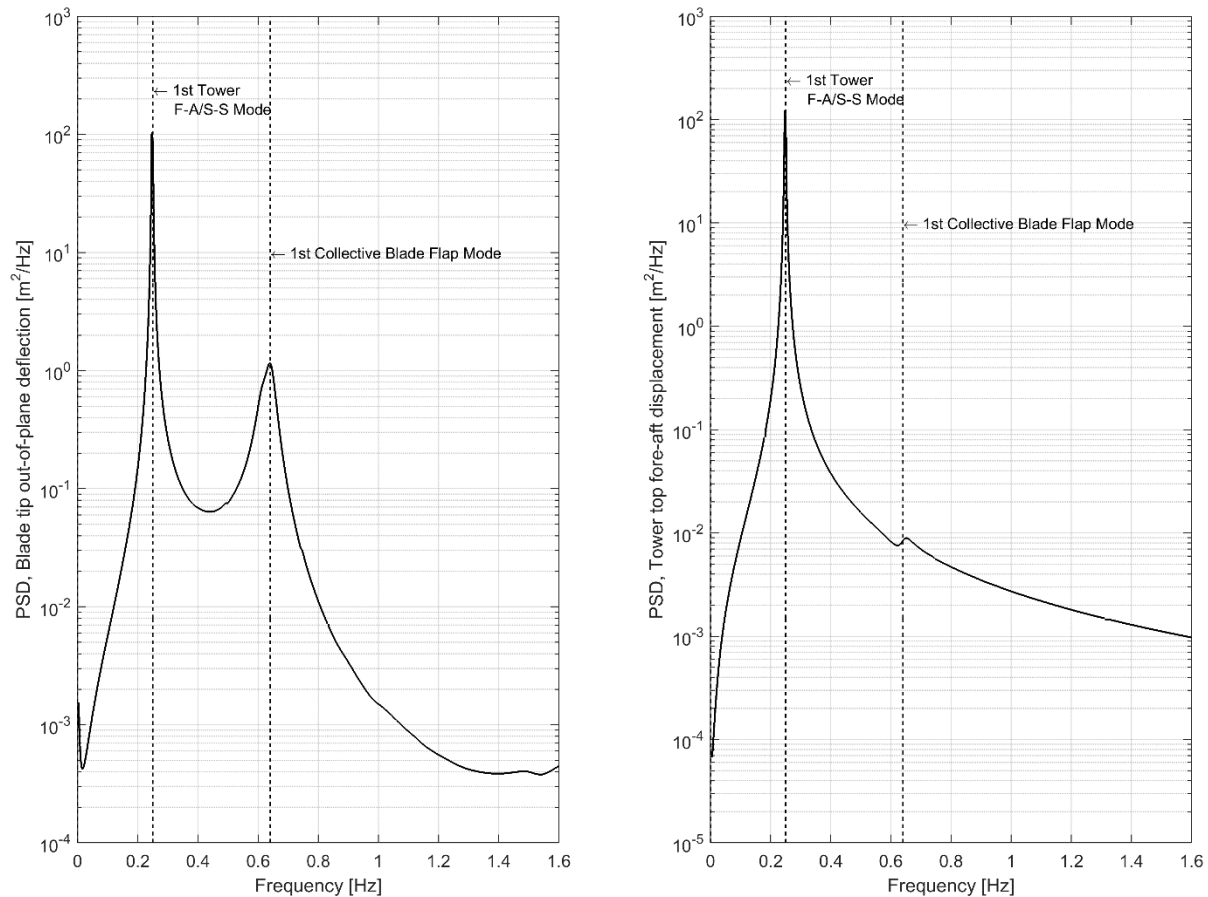 10³
10²
10¹
10⁰
10⁻¹
10⁻²
10⁻³
10⁻⁴
PSD, Blade tip out-of-plane deflection [m²/Hz]
← 1st Tower
F-A/S-S Mode
← 1st Collective Blade Flap Mode
0 0.2 0.4 0.6 0.8 1 1.2 1.4 1.6
Frequency [Hz]
10³
10²
10¹
10⁰
10⁻¹
10⁻²
10⁻³
10⁻⁴
10⁻⁵
PSD, Tower top fore-aft displacement [m²/Hz]
← 1st Tower
F-A/S-S Mode
← 1st Collective Blade Flap Mode
0 0.2 0.4 0.6 0.8 1 1.2 1.4 1.6
Frequency [Hz]